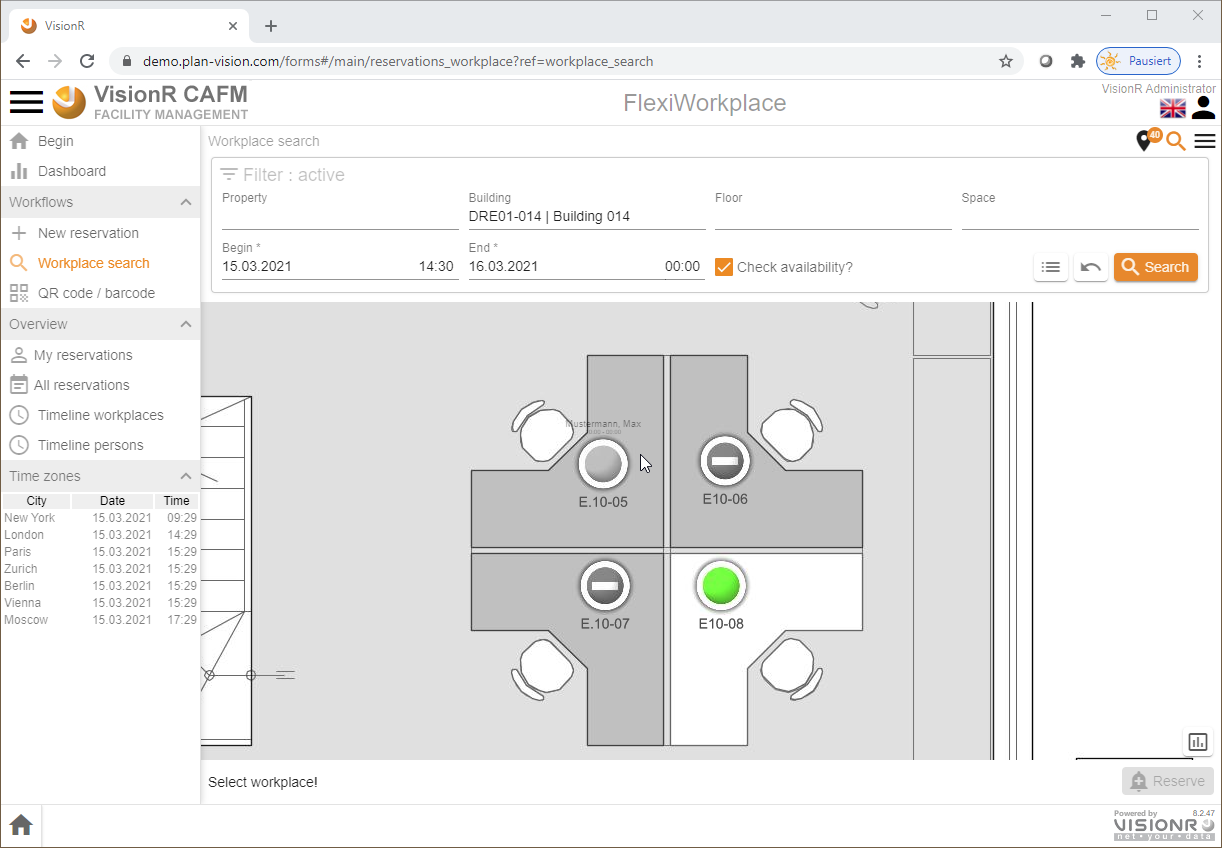 VisionR
demo.plan-vision.com/forms#/main/reservations_workplace?ref=workplace_search
Pausiert
VisionR CAFM
FACILITY MANAGEMENT
FlexiWorkplace
VisionR Administrator
Begin
Dashboard
Workflows
New reservation
Workplace search
QR code / barcode
Overview
My reservations
All reservations
Timeline workplaces
Timeline persons
Time zones
City Date Time
New York 15.03.2021 09:29
London 15.03.2021 14:29
Paris 15.03.2021 15:29
Zurich 15.03.2021 15:29
Berlin 15.03.2021 15:29
Vienna 15.03.2021 15:29
Moscow 15.03.2021 17:29
Workplace search
40
Filter : active
Property Building Floor Space
DRE01-014 | Building 014
Begin * End *
15.03.2021 14:30 16.03.2021 00:00
Check availability?
Search
Mustermann, Max
E.10-05
E10-06
E.10-07
E10-08
Select workplace!
Reserve
Powered by 8.2.47
VISIONR
net • your • data